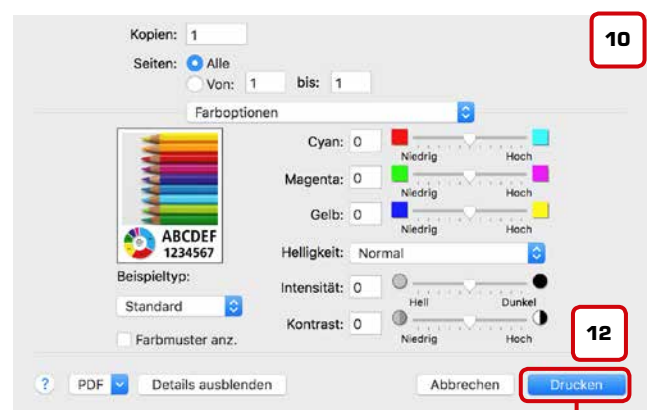 10
Kopien: 1
Seiten: Alle
Von: 1 bis: 1
Farboptionen
Cyan: 0
Niedrig Hoch
Magenta: 0
Niedrig Hoch
Gelb: 0
Niedrig Hoch
ABCDEF
1234567
Helligkeit: Normal
Beispieltyp:
Intensität: 0
Hell Dunkel
Standard
Kontrast: 0
Niedrig Hoch
12
Farbmuster anz.
? PDF Details ausblenden Abbrechen Drucken